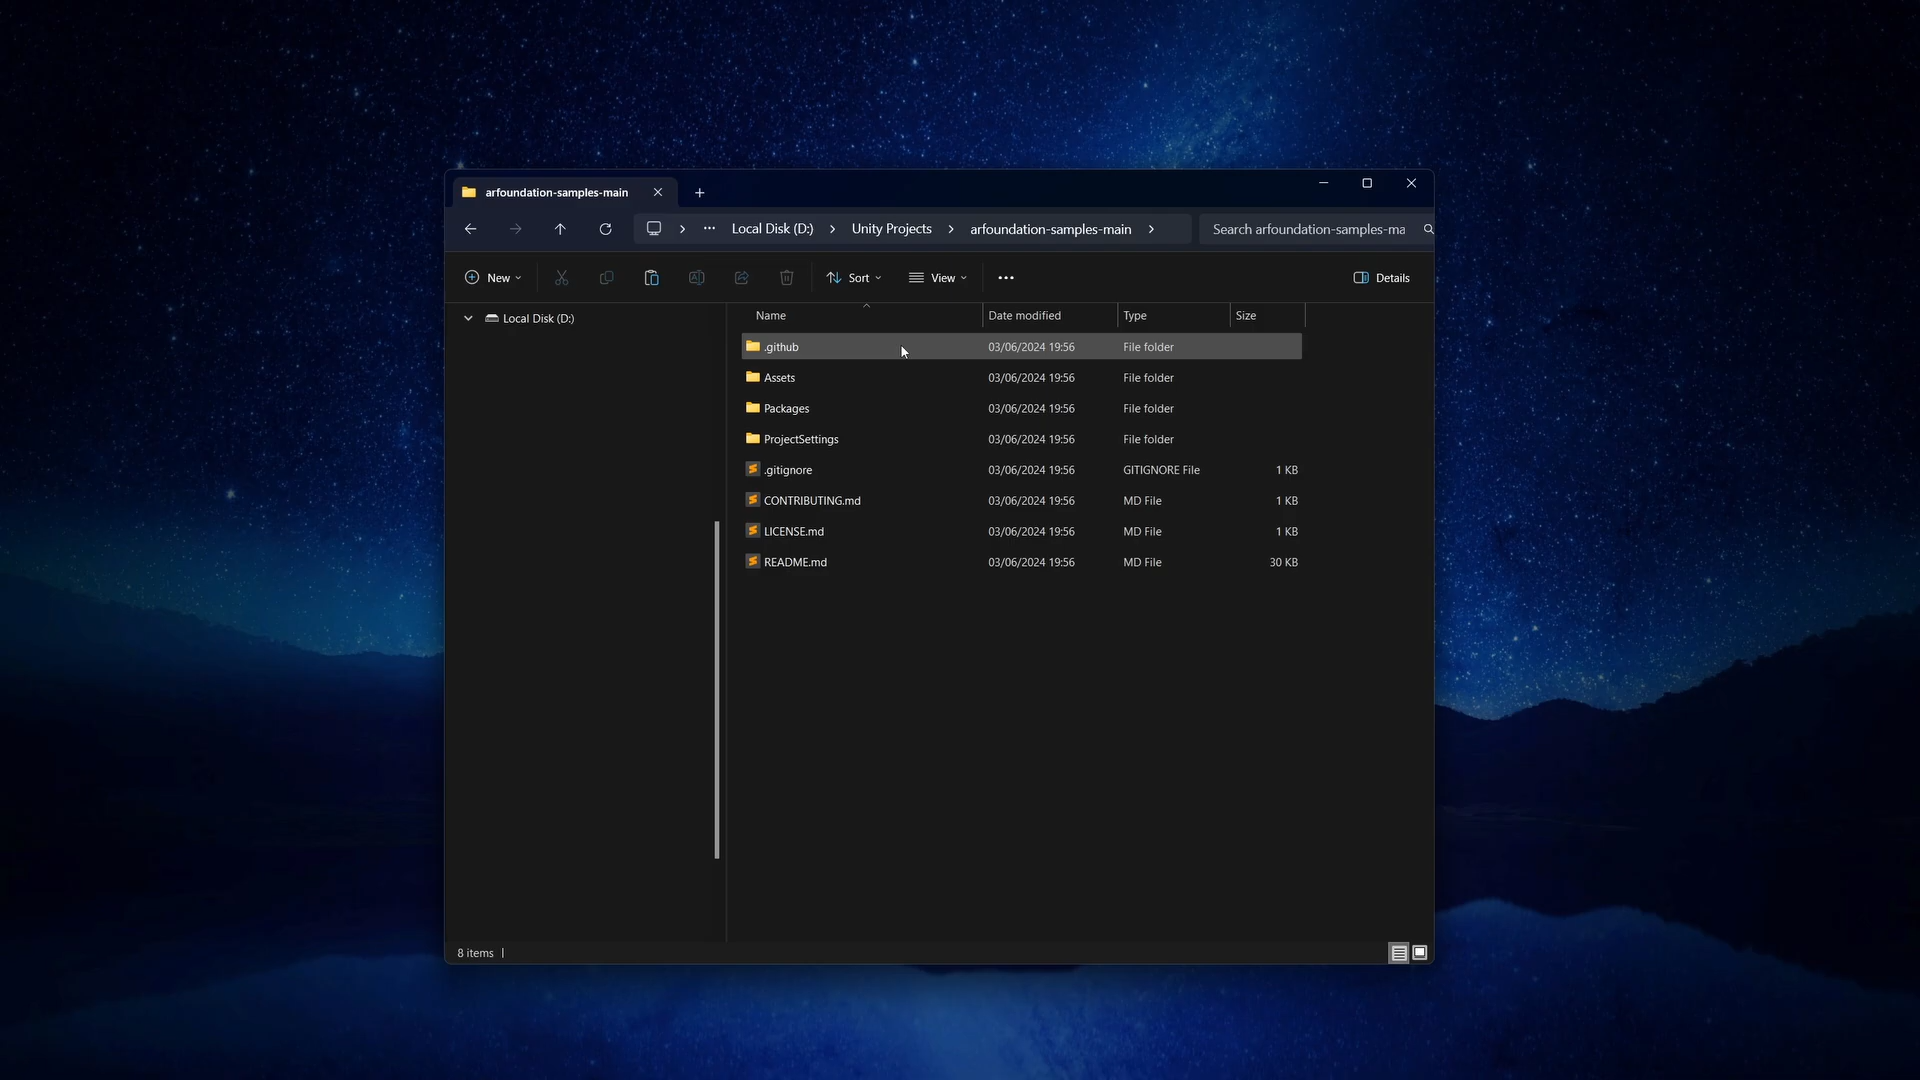 arfoundation-samples-main
Local Disk (D:) Unity Projects arfoundation-samples-main Search arfoundation-samples-ma
New Sort View Details
Local Disk (D:)
Name Date modified Type Size
.github 03/06/2024 19:56 File folder
Assets 03/06/2024 19:56 File folder
Packages 03/06/2024 19:56 File folder
ProjectSettings 03/06/2024 19:56 File folder
.gitignore 03/06/2024 19:56 GITIGNORE File 1 KB
CONTRIBUTING.md 03/06/2024 19:56 MD File 1 KB
LICENSE.md 03/06/2024 19:56 MD File 1 KB
README.md 03/06/2024 19:56 MD File 30 KB
8 items